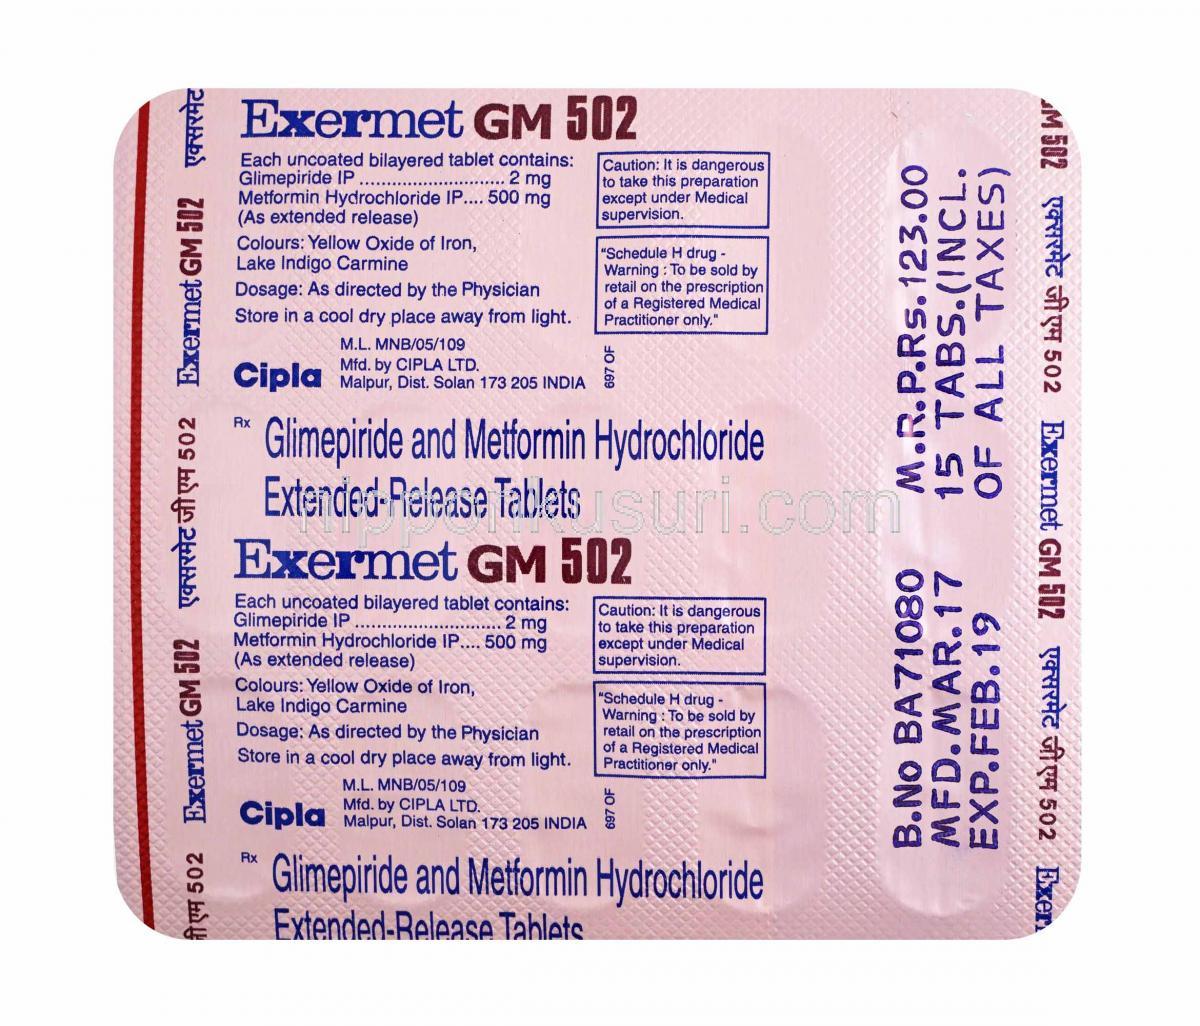 Exermet GM 502
Each uncoated bilayered tablet contains:
Glimepiride IP ............................ 2 mg
Metformin Hydrochloride IP.... 500 mg
(As extended release)
Colours: Yellow Oxide of Iron,
Lake Indigo Carmine
Dosage: As directed by the Physician
Store in a cool dry place away from light.
Caution: It is dangerous
to take this preparation
except under Medical
supervision.
"Schedule H drug -
Warning : To be sold by
retail on the prescription
of a Registered Medical
Practitioner only."
M.L. MNB/05/109
Cipla Mfd. by CIPLA LTD.
Malpur, Dist. Solan 173 205 INDIA
697 OF
Rx Glimepiride and Metformin Hydrochloride
Extended-Release Tablets
nipponkusuri.com
Exermet GM 502
Each uncoated bilayered tablet contains:
Glimepiride IP ............................ 2 mg
Metformin Hydrochloride IP.... 500 mg
(As extended release)
Colours: Yellow Oxide of Iron,
Lake Indigo Carmine
Dosage: As directed by the Physician
Store in a cool dry place away from light.
Caution: It is dangerous
to take this preparation
except under Medical
supervision.
"Schedule H drug -
Warning : To be sold by
retail on the prescription
of a Registered Medical
Practitioner only."
M.L. MNB/05/109
Cipla Mfd. by CIPLA LTD.
Malpur, Dist. Solan 173 205 INDIA
697 OF
Rx Glimepiride and Metformin Hydrochloride
Extended-Release Tablets
जी एम 502 Exermet GM 502 एक्सरमेट जी एम 502 Exermet GM 502 एक्सरमेट
B.No BA71080 M.R.P.Rs.123.00
MFD.MAR.17 15 TABS.(INCL.
EXP.FEB.19 OF ALL TAXES)
GM 502 एक्सरमेट जी एम 502 Exermet GM 502 एक्सरमेट जी एम 502 Exer